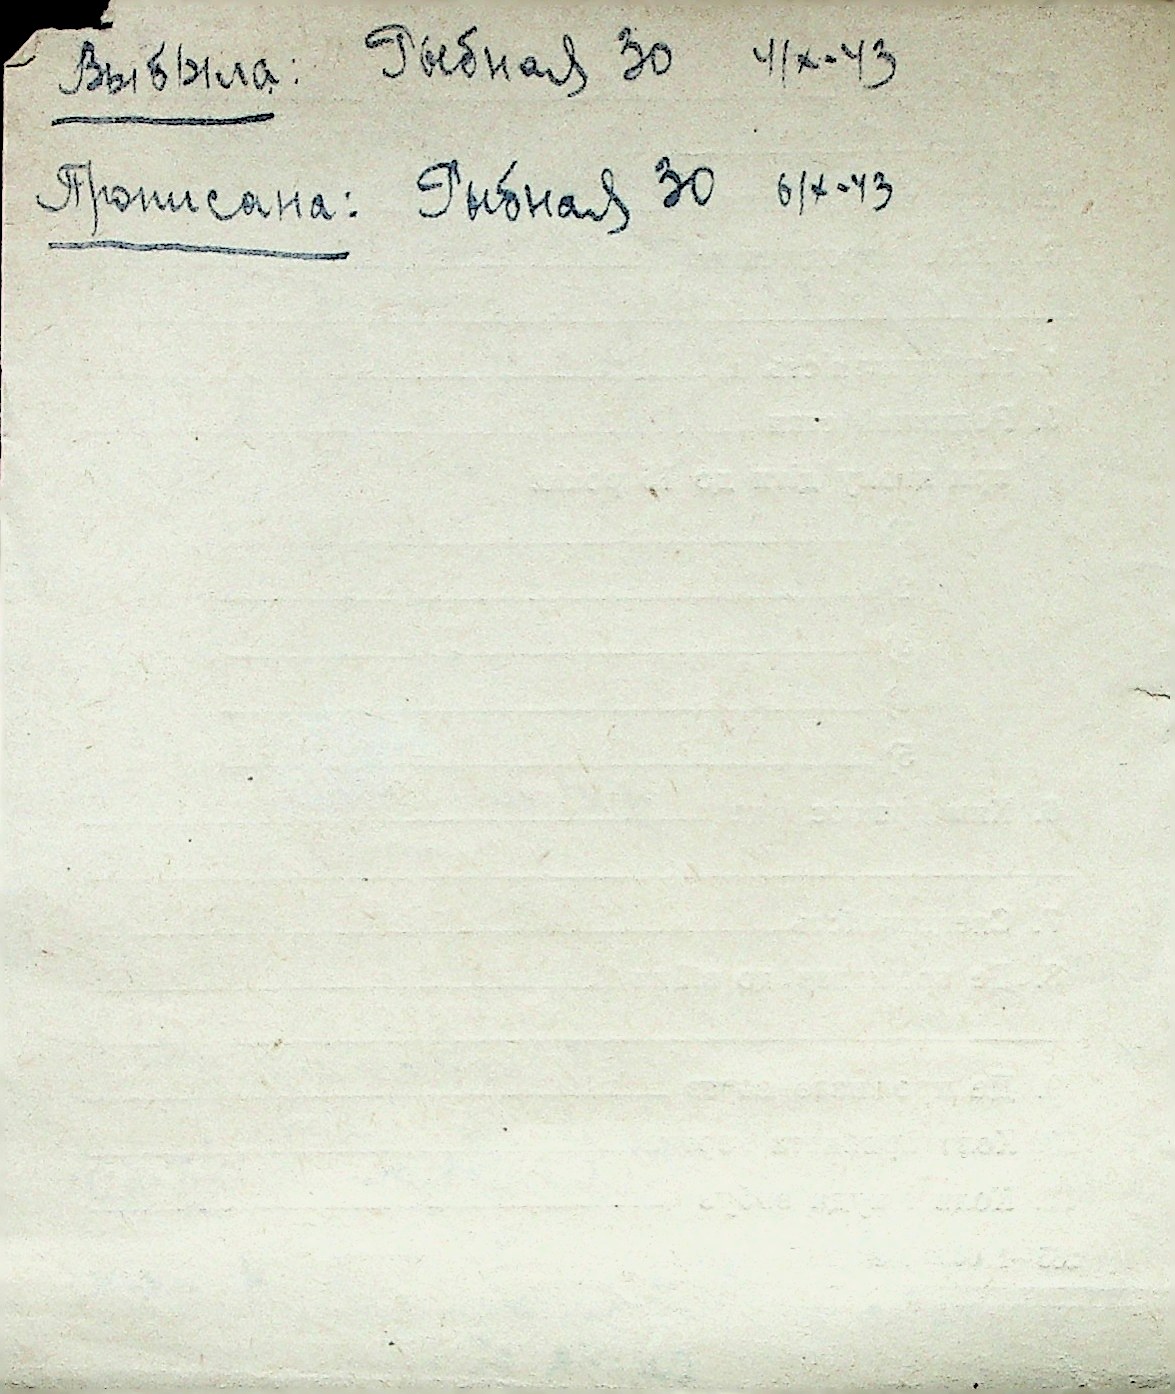 Выбыла: Рыбная 30 4/X-43
Прописана: Рыбная 30 6/X-43